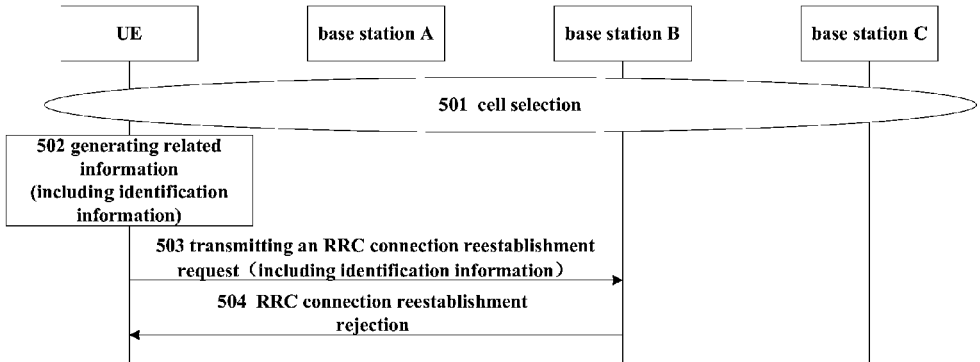 UE
base station A
base station B
base station C
501 cell selection
502 generating related
information
(including identification
information)
503 transmitting an RRC connection reestablishment
request（including identification information）
504 RRC connection reestablishment
rejection